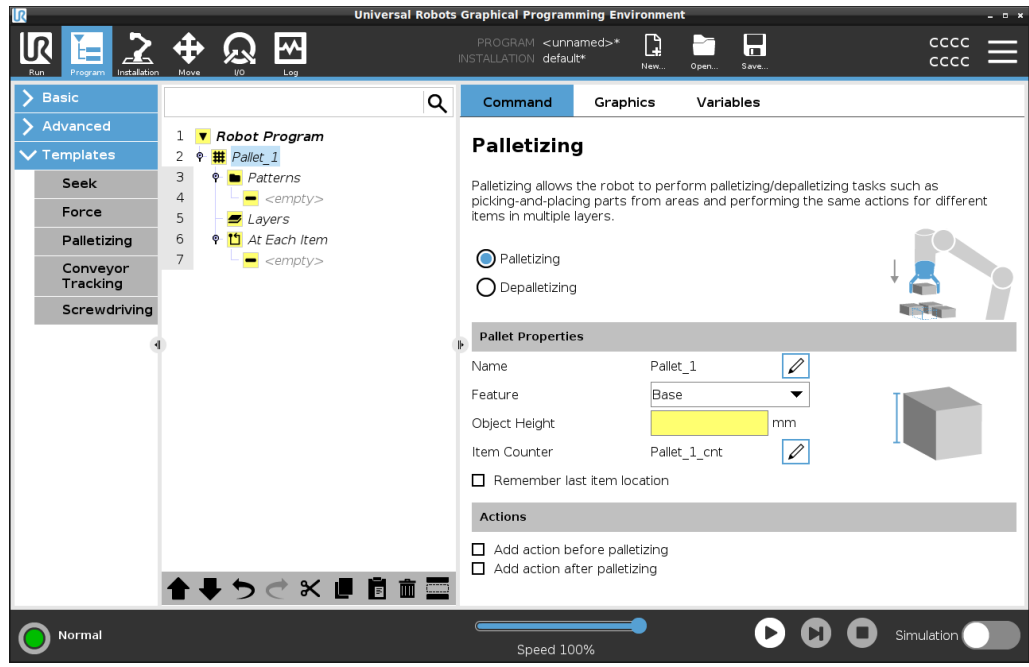 Universal Robots Graphical Programming Environment
Run
Program
Installation
Move
I/O
Log
PROGRAM <unnamed>*
INSTALLATION default*
New...
Open...
Save...
cccc
cccc
Basic
Advanced
Templates
Seek
Force
Palletizing
Conveyor
Tracking
Screwdriving
1 Robot Program
2 Pallet_1
3 Patterns
4 <empty>
5 Layers
6 At Each Item
7 <empty>
Command Graphics Variables
Palletizing
Palletizing allows the robot to perform palletizing/depalletizing tasks such as
picking-and-placing parts from areas and performing the same actions for different
items in multiple layers.
Palletizing
Depalletizing
Pallet Properties
Name Pallet_1
Feature Base
Object Height mm
Item Counter Pallet_1_cnt
Remember last item location
Actions
Add action before palletizing
Add action after palletizing
Normal
Speed 100%
Simulation